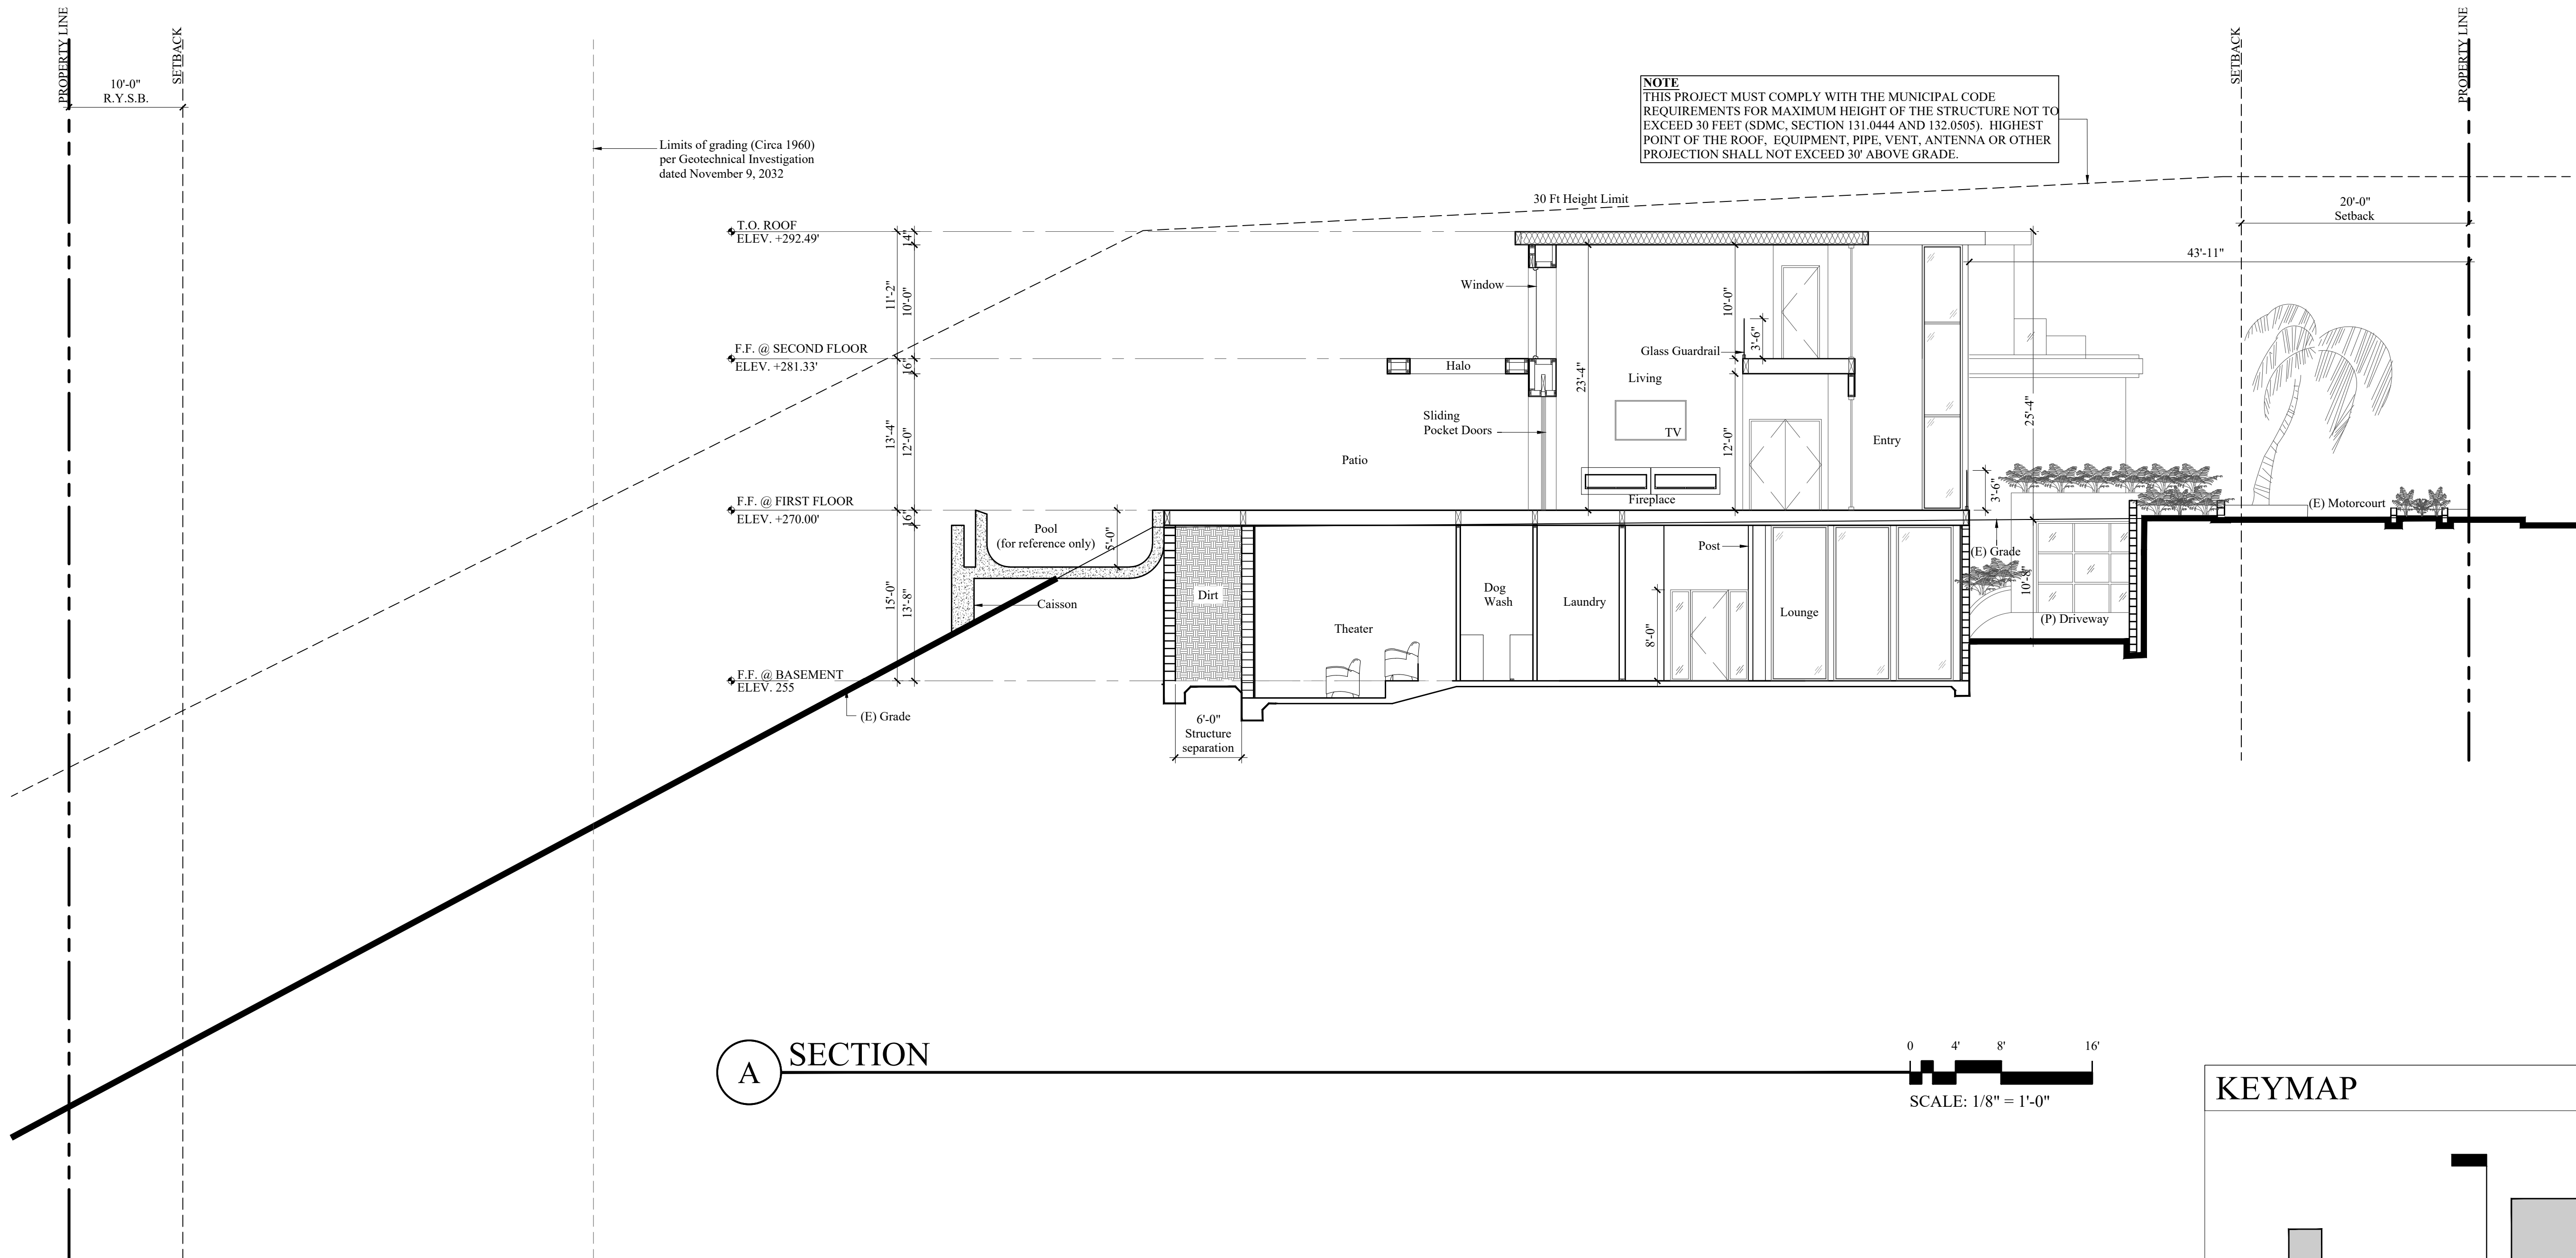 PROPERTY LINE
SETBACK
10'-0"
R.Y.S.B.
Limits of grading (Circa 1960)
per Geotechnical Investigation
dated November 9, 2032
NOTE
THIS PROJECT MUST COMPLY WITH THE MUNICIPAL CODE
REQUIREMENTS FOR MAXIMUM HEIGHT OF THE STRUCTURE NOT TO
EXCEED 30 FEET (SDMC, SECTION 131.0444 AND 132.0505). HIGHEST
POINT OF THE ROOF, EQUIPMENT, PIPE, VENT, ANTENNA OR OTHER
PROJECTION SHALL NOT EXCEED 30' ABOVE GRADE.
SETBACK
PROPERTY LINE
30 Ft Height Limit
20'-0"
Setback
43'-11"
T.O. ROOF
ELEV. +292.49'
14"
11'-2"
10'-0"
F.F. @ SECOND FLOOR
ELEV. +281.33'
16"
13'-4"
12'-0"
F.F. @ FIRST FLOOR
ELEV. +270.00'
16"
15'-0"
13'-8"
F.F. @ BASEMENT
ELEV. 255
(E) Grade
Window
10'-0"
3'-6"
Glass Guardrail
Halo
Living
23'-4"
Sliding
Pocket Doors
TV
12'-0"
Entry
25'-4"
Patio
Fireplace
3'-6"
(E) Motorcourt
Pool
(for reference only)
5'-0"
Caisson
Dirt
Theater
Dog
Wash
Laundry
Post
8'-0"
Lounge
(E) Grade
10'-8"
(P) Driveway
6'-0"
Structure
separation
A
SECTION
0 4' 8' 16'
SCALE: 1/8" = 1'-0"
KEYMAP